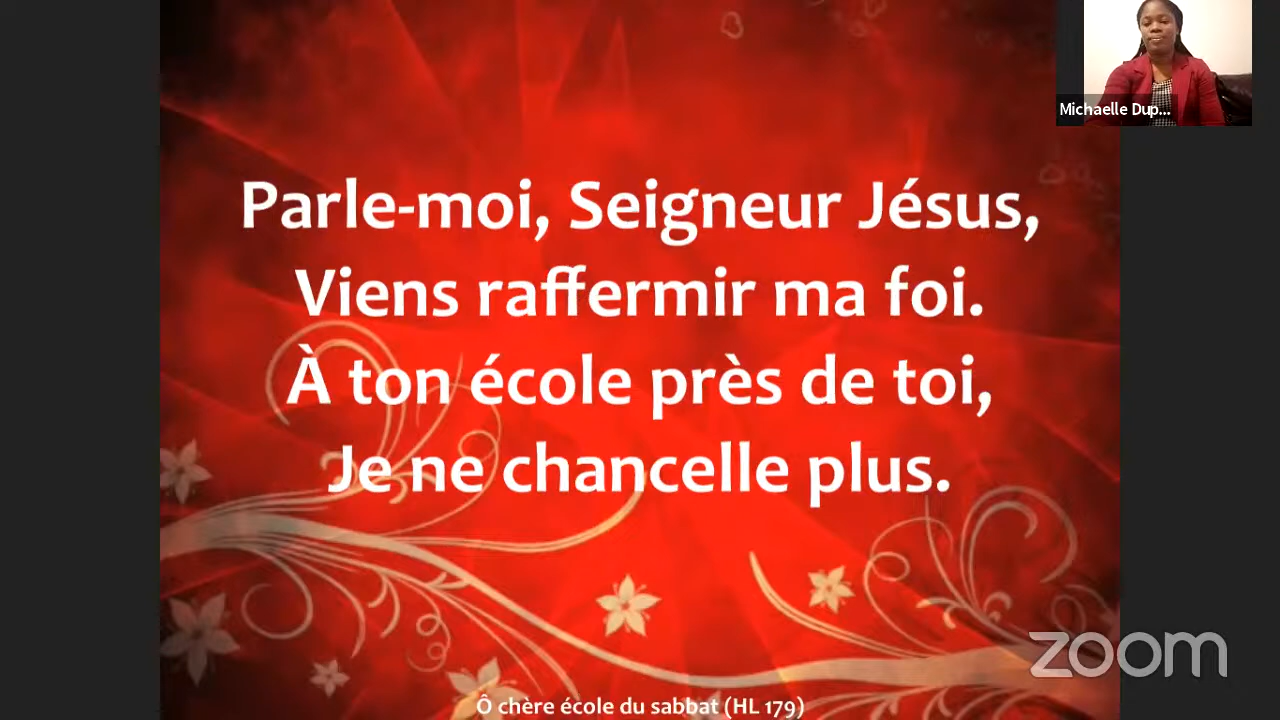 Michaelle Dup...
Parle-moi, Seigneur Jésus,
Viens raffermir ma foi.
À ton école près de toi,
Je ne chancelle plus.
zoom
Ô chère école du sabbat (HL 179)